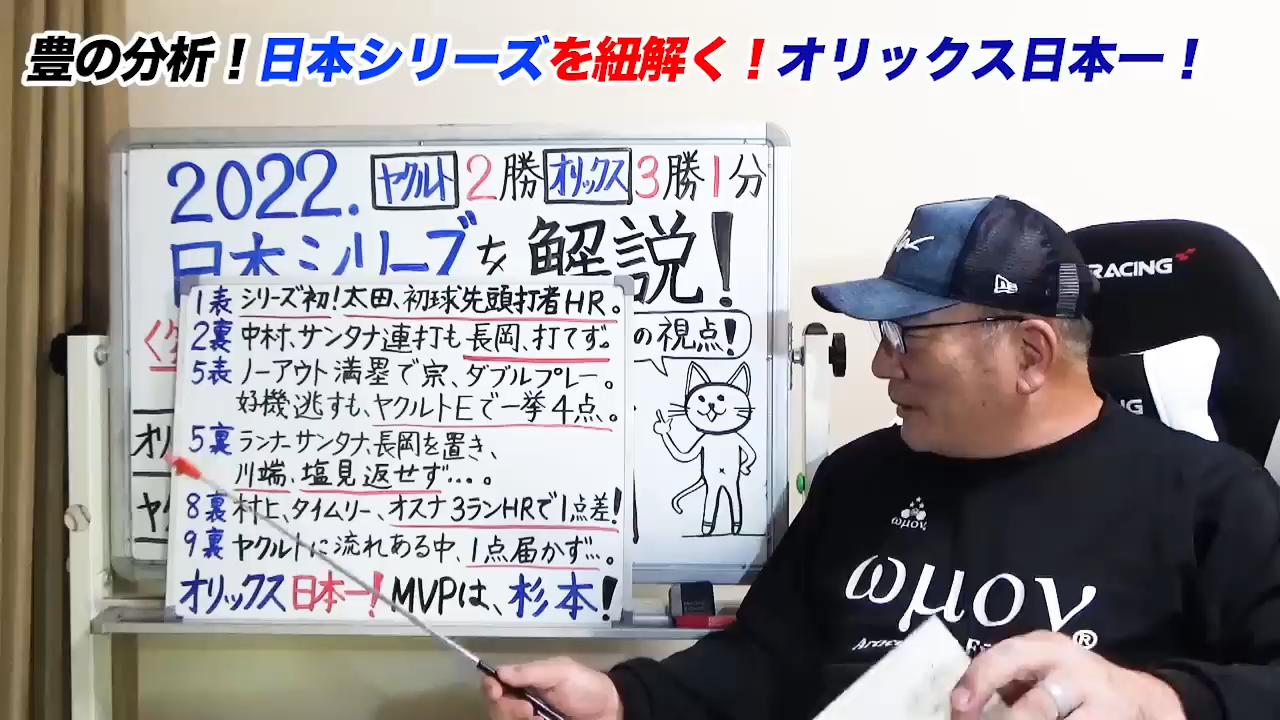 豊の分析！日本シリーズを紐解く！オリックス日本一！
2022. ヤクルト 2勝 オリックス 3勝1分
日本シリーズを解説！
1表 シリーズ初！太田、初球先頭打者HR。
2裏 中村、サンタナ連打も長岡、打てず。
5表 ノーアウト満塁で宗、ダブルプレー。
好機逃すも、ヤクルトEで一挙4点。
5裏 ランナーサンタナ、長岡を置き、
川端、塩見返せず…。
8裏 村上、タイムリー、オスナ3ランHRで1点差！
9裏 ヤクルトに流れある中、1点届かず…。
オリックス日本一！MVPは、杉本！
の視点！
オリ
ヤク
RACING
NG
ωμον
ωμον®